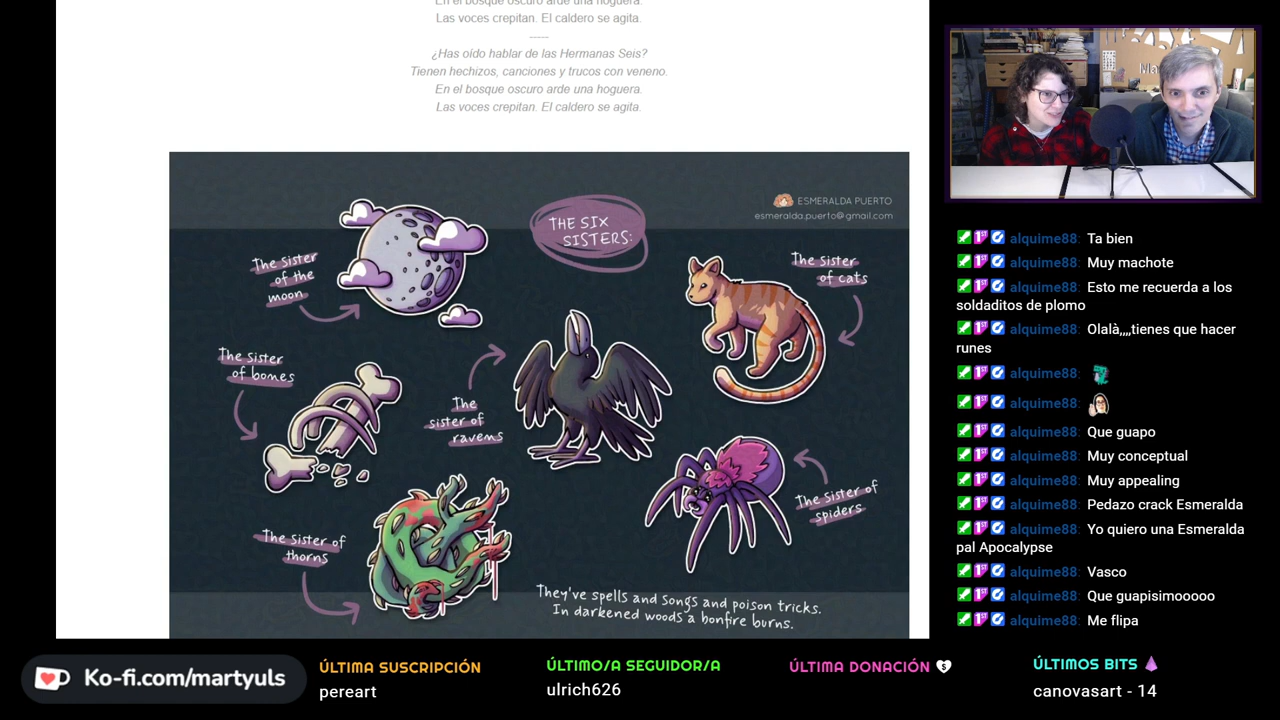 En el bosque oscuro arde una hoguera.
Las voces crepitan. El caldero se agita.
-----
¿Has oído hablar de las Hermanas Seis?
Tienen hechizos, canciones y trucos con veneno.
En el bosque oscuro arde una hoguera.
Las voces crepitan. El caldero se agita.
ESMERALDA PUERTO
esmeralda.puerto@gmail.com
THE SIX
SISTERS:
The sister
of the
moon
The sister
of cats
The sister
of bones
The
sister of
ravens
The sister of
spiders
The sister of
thorns
They've spells and songs and poison tricks.
In darkened woods a bonfire burns.
alquime88: Ta bien
alquime88: Muy machote
alquime88: Esto me recuerda a los
soldaditos de plomo
alquime88: Olalà,,,,tienes que hacer
runes
alquime88:
alquime88:
alquime88: Que guapo
alquime88: Muy conceptual
alquime88: Muy appealing
alquime88: Pedazo crack Esmeralda
alquime88: Yo quiero una Esmeralda
pal Apocalypse
alquime88: Vasco
alquime88: Que guapisimooooo
alquime88: Me flipa
Ko-fi.com/martyuls
ÚLTIMA SUSCRIPCIÓN
pereart
ÚLTIMO/A SEGUIDOR/A
ulrich626
ÚLTIMA DONACIÓN
ÚLTIMOS BITS
canovasart - 14